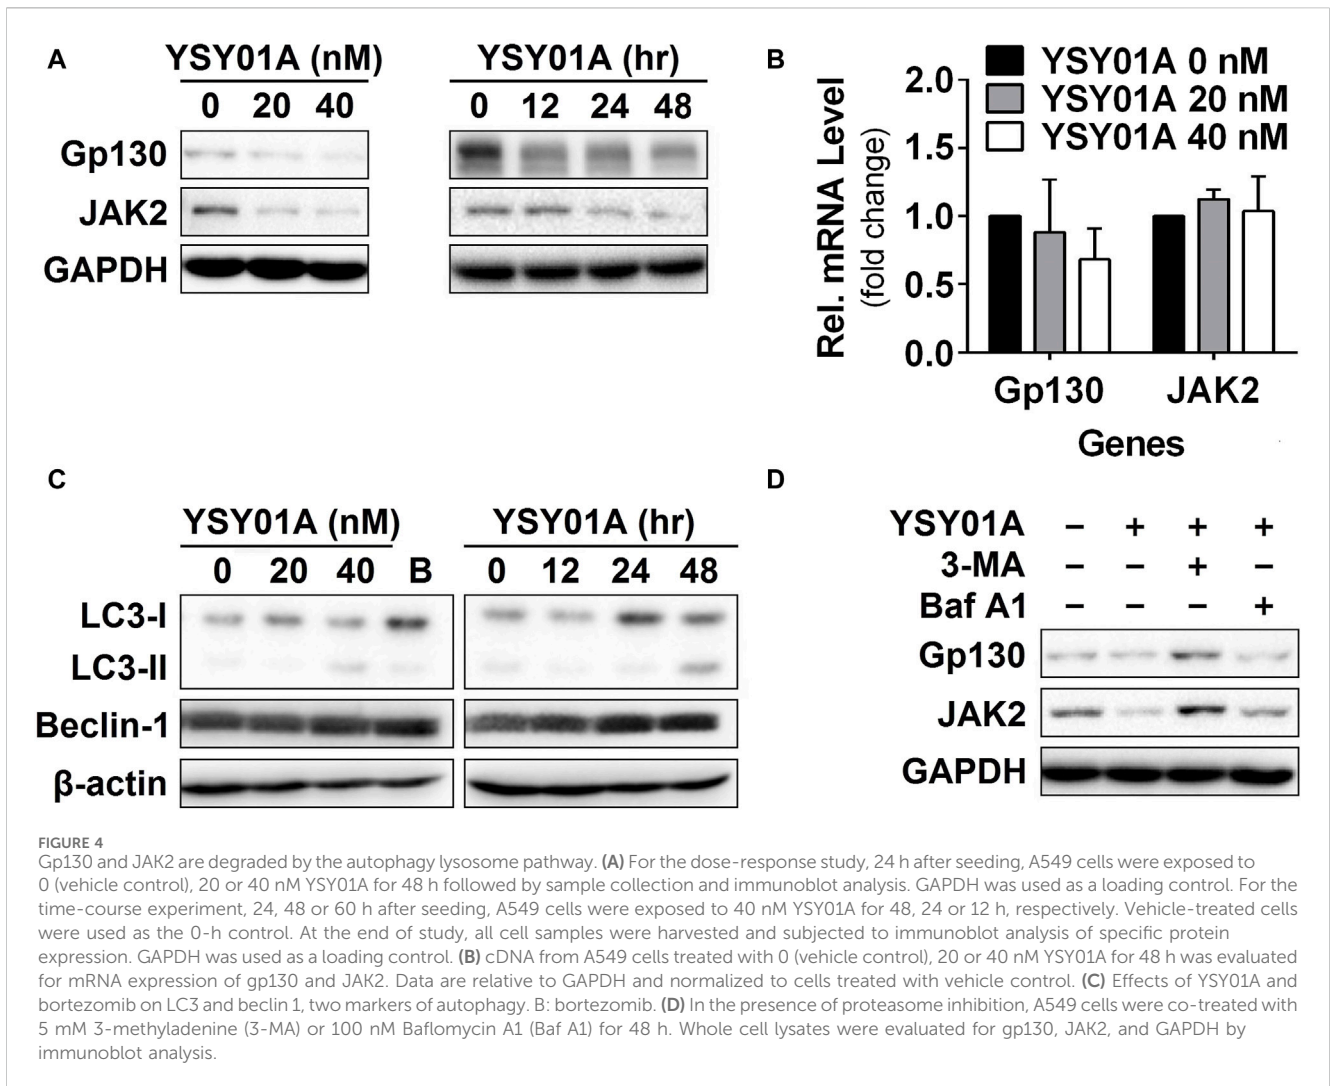 A
YSY01A (nM)
0 20 40
YSY01A (hr)
0 12 24 48
Gp130
JAK2
GAPDH
B
YSY01A 0 nM
YSY01A 20 nM
YSY01A 40 nM
Rel. mRNA Level
(fold change)
2.0
1.5
1.0
0.5
0.0
Gp130 JAK2
Genes
C
YSY01A (nM)
0 20 40 B
YSY01A (hr)
0 12 24 48
LC3-I
LC3-II
Beclin-1
β-actin
D
YSY01A – + + +
3-MA – – + –
Baf A1 – – – +
Gp130
JAK2
GAPDH
FIGURE 4
Gp130 and JAK2 are degraded by the autophagy lysosome pathway. (A) For the dose-response study, 24 h after seeding, A549 cells were exposed to
0 (vehicle control), 20 or 40 nM YSY01A for 48 h followed by sample collection and immunoblot analysis. GAPDH was used as a loading control. For the
time-course experiment, 24, 48 or 60 h after seeding, A549 cells were exposed to 40 nM YSY01A for 48, 24 or 12 h, respectively. Vehicle-treated cells
were used as the 0-h control. At the end of study, all cell samples were harvested and subjected to immunoblot analysis of specific protein
expression. GAPDH was used as a loading control. (B) cDNA from A549 cells treated with 0 (vehicle control), 20 or 40 nM YSY01A for 48 h was evaluated
for mRNA expression of gp130 and JAK2. Data are relative to GAPDH and normalized to cells treated with vehicle control. (C) Effects of YSY01A and
bortezomib on LC3 and beclin 1, two markers of autophagy. B: bortezomib. (D) In the presence of proteasome inhibition, A549 cells were co-treated with
5 mM 3-methyladenine (3-MA) or 100 nM Baflomycin A1 (Baf A1) for 48 h. Whole cell lysates were evaluated for gp130, JAK2, and GAPDH by
immunoblot analysis.